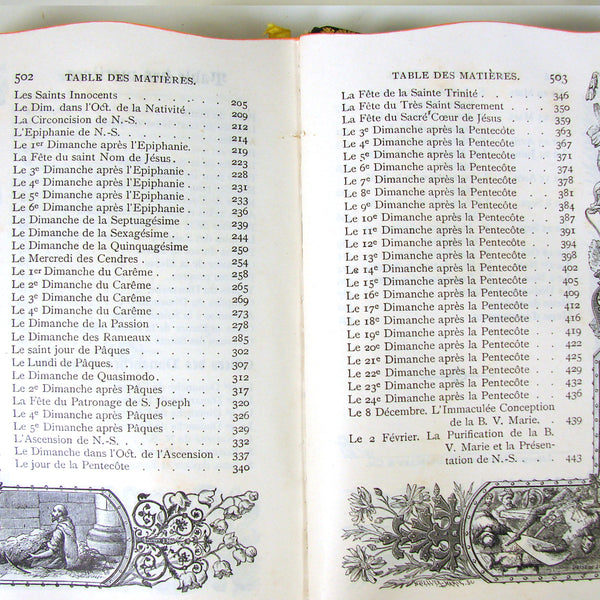 502 TABLE DES MATIÈRES.
Les Saints Innocents . . . . . 205
Le Dim. dans l'Oct. de la Nativité . 209
La Circoncision de N.-S. . . . . 212
L'Epiphanie de N.-S. . . . . 214
Le 1er Dimanche après l'Epiphanie. . 219
La Fête du saint Nom de Jésus. . . 223
Le 3e Dimanche après l'Epiphanie . . 228
Le 4e Dimanche après l'Epiphanie . . 231
Le 5e Dimanche après l'Epiphanie . . 233
Le 6e Dimanche après l'Epiphanie . . 236
Le Dimanche de la Septuagésime . . 239
Le Dimanche de la Sexagésime . . 244
Le Dimanche de la Quinquagésime . 250
Le Mercredi des Cendres . . . . 254
Le 1er Dimanche du Carême. . . . 258
Le 2e Dimanche du Carême . . . 265
Le 3e Dimanche du Carême . . . 269
Le 4e Dimanche du Carême . . . 273
Le Dimanche de la Passion . . . 278
Le Dimanche des Rameaux . . . 285
Le saint jour de Pâques . . . . 302
Le Lundi de Pâques. . . . . 307
Le Dimanche de Quasimodo . . . 312
Le 2e Dimanche après Pâques . . . 317
La Fête du Patronage de S. Joseph . 320
Le 4e Dimanche après Pâques . . . 326
Le 5e Dimanche après Pâques . . . 329
L'Ascension de N.-S. . . . . 332
Le Dimanche dans l'Oct. de l'Ascension . 337
Le jour de la Pentecôte . . . . 340
TABLE DES MATIÈRES. 503
La Fête de la Sainte Trinité . . . 346
La Fête du Très Saint Sacrement . . 350
La Fête du Sacré Cœur de Jésus . . 359
Le 3e Dimanche après la Pentecôte . . 363
Le 4e Dimanche après la Pentecôte . . 367
Le 5e Dimanche après la Pentecôte . . 371
Le 6e Dimanche après la Pentecôte . . 374
Le 7e Dimanche après la Pentecôte . . 378
Le 8e Dimanche après la Pentecôte . . 381
Le 9e Dimanche après la Pentecôte . . 384
Le 10e Dimanche après la Pentecôte . . 387
Le 11e Dimanche après la Pentecôte . . 391
Le 12e Dimanche après la Pentecôte . . 394
Le 13e Dimanche après la Pentecôte . . 398
Le 14e Dimanche après la Pentecôte . . 402
Le 15e Dimanche après la Pentecôte . . 405
Le 16e Dimanche après la Pentecôte . . 409
Le 17e Dimanche après la Pentecôte . . 412
Le 18e Dimanche après la Pentecôte . . 416
Le 19e Dimanche après la Pentecôte . . 419
Le 20e Dimanche après la Pentecôte . . 422
Le 21e Dimanche après la Pentecôte . . 425
Le 22e Dimanche après la Pentecôte . . 429
Le 23e Dimanche après la Pentecôte . . 432
Le 24e Dimanche après la Pentecôte . . 436
Le 8 Décembre. L'Immaculée Conception
de la B. V. Marie. . 439
Le 2 Février. La Purification de la B.
V. Marie et la Présen-
tation de N.-S. . . 443